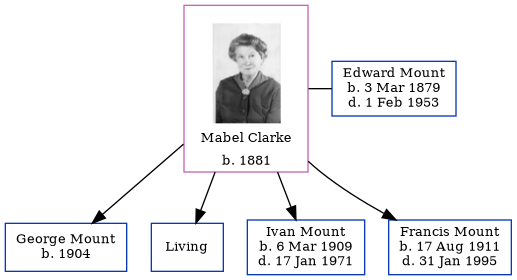 Mabel Clarke
b. 1881
Edward Mount
b. 3 Mar 1879
d. 1 Feb 1953
George Mount
b. 1904
Living
Ivan Mount
b. 6 Mar 1909
d. 17 Jan 1971
Francis Mount
b. 17 Aug 1911
d. 31 Jan 1995